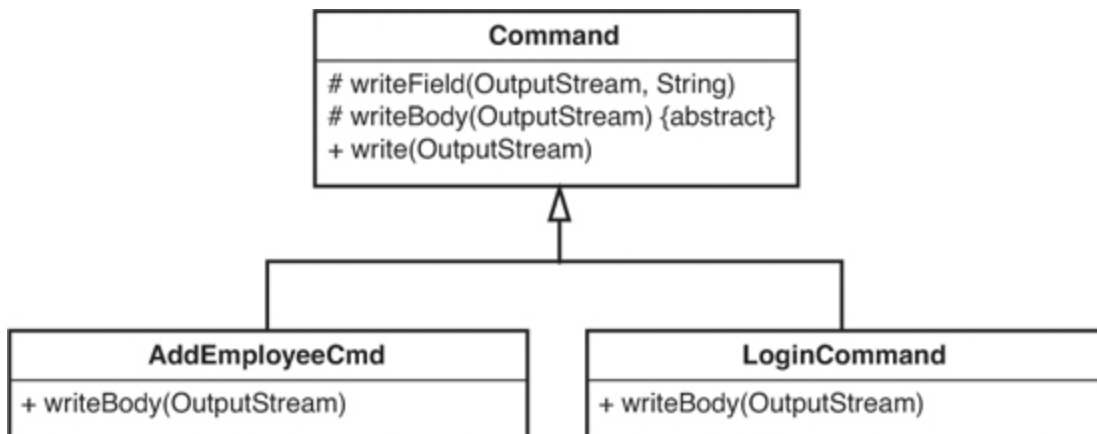 Command
# writeField(OutputStream, String)
# writeBody(OutputStream) {abstract}
+ write(OutputStream)
AddEmployeeCmd
+ writeBody(OutputStream)
LoginCommand
+ writeBody(OutputStream)